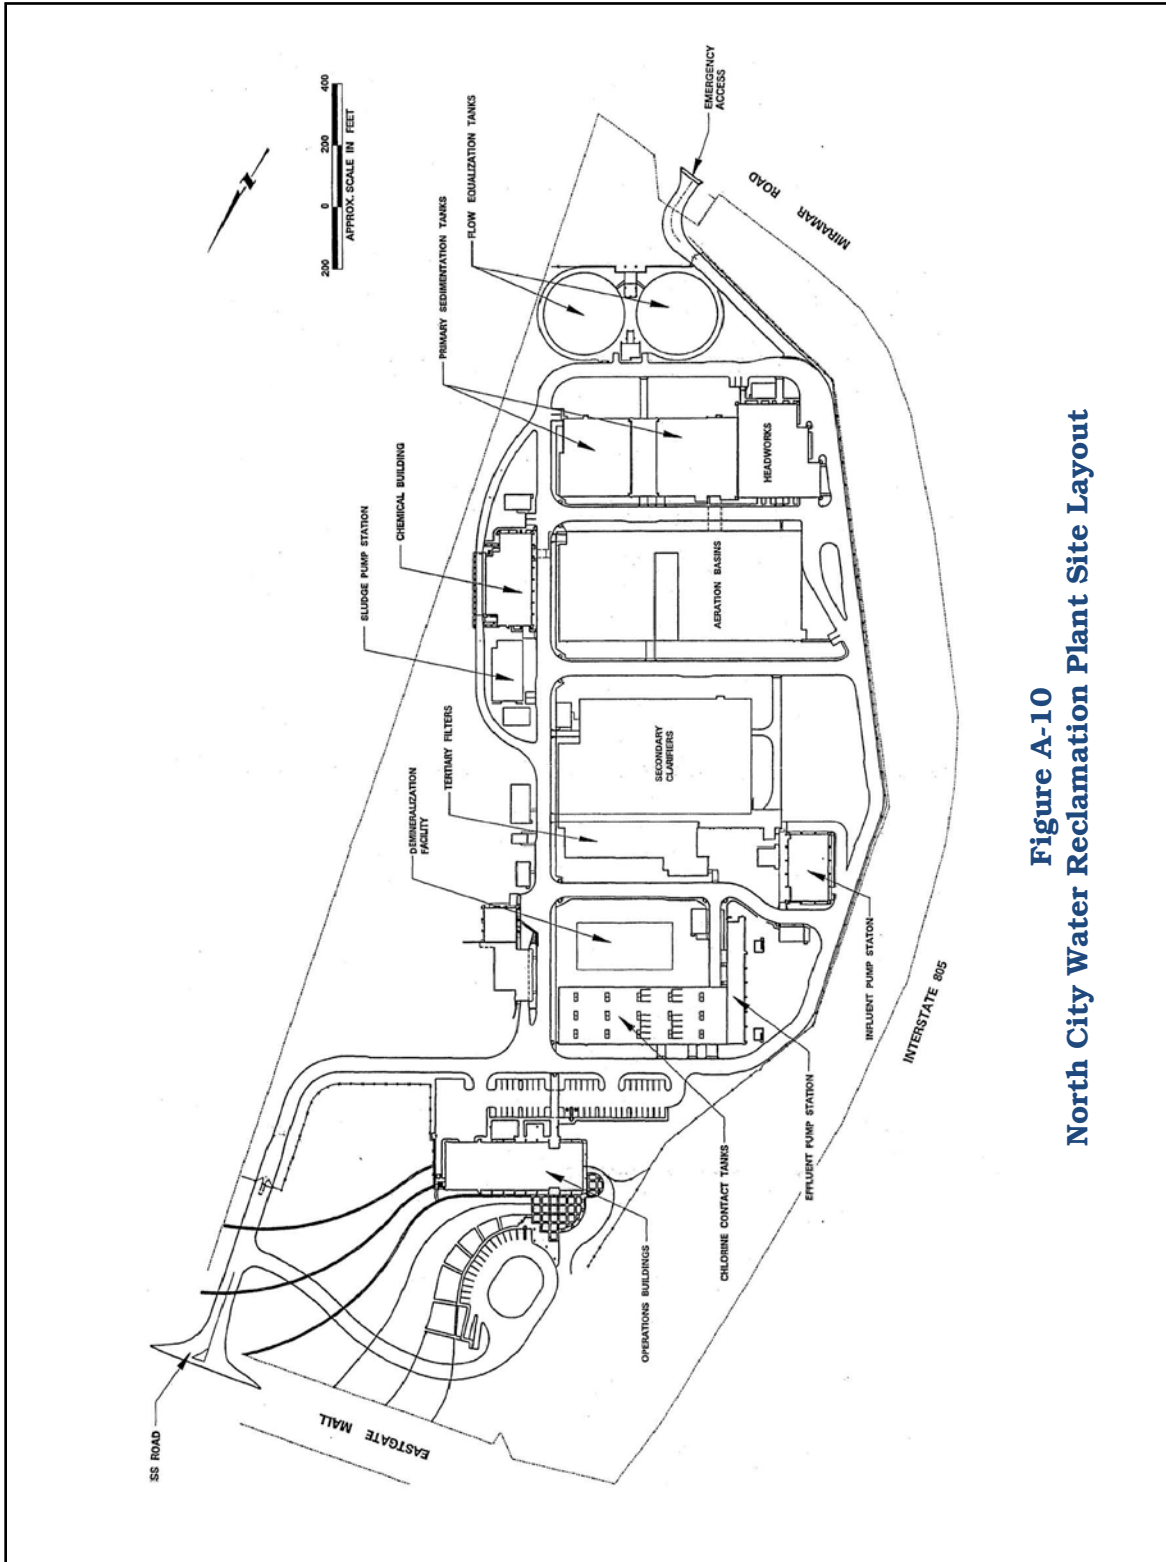 400
200
0
200
APPROX. SCALE IN FEET
N
EMERGENCY
ACCESS
FLOW EQUALIZATION TANKS
PRIMARY SEDIMENTATION TANKS
MIRAMAR ROAD
CHEMICAL BUILDING
SLUDGE PUMP STATION
HEADWORKS
AERATION BASINS
TERTIARY FILTERS
DEMINERALIZATION
FACILITY
SECONDARY
CLARIFIERS
INFLUENT PUMP STATON
INTERSTATE 805
EFFLUENT PUMP STATION
CHLORINE CONTACT TANKS
OPERATIONS BUILDINGS
EASTGATE MALL
SS ROAD
Figure A-10
North City Water Reclamation Plant Site Layout